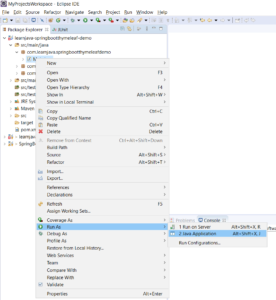 MyProjectsWorkspace - Eclipse IDE
File Edit Source Refactor Navigate Search Project Run Window Help
Package Explorer
learnjava-springbootthymeleafdemo
src/main/java
com.learnjava.springbootthymeleafdemo
New
Open F3
Open With
Open Type Hierarchy F4
Show In Alt+Shift+W
Show in Local Terminal
Copy Ctrl+C
Copy Qualified Name
Paste Ctrl+V
Delete Delete
Remove from Context Ctrl+Alt+Shift+Down
Build Path
Source Alt+Shift+S
Refactor Alt+Shift+T
Import...
Export...
References
Declarations
Refresh F5
Assign Working Sets...
Coverage As
Run As
Debug As
Profile As
Restore from Local History...
Web Services
Team
Compare With
Replace With
Validate
Properties Alt+Enter
Problems Console
1 Run on Server Alt+Shift+X, R
2 Java Application Alt+Shift+X, J
Run Configurations...